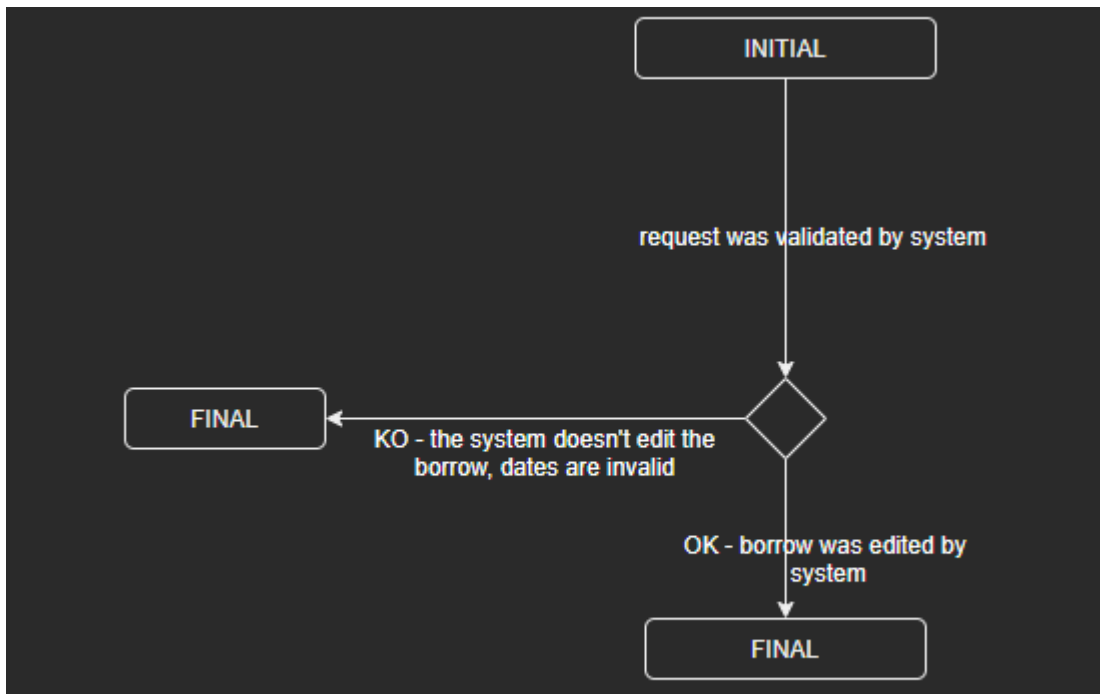 INITIAL
request was validated by system
FINAL
KO - the system doesn't edit the
borrow, dates are invalid
OK - borrow was edited by
system
FINAL